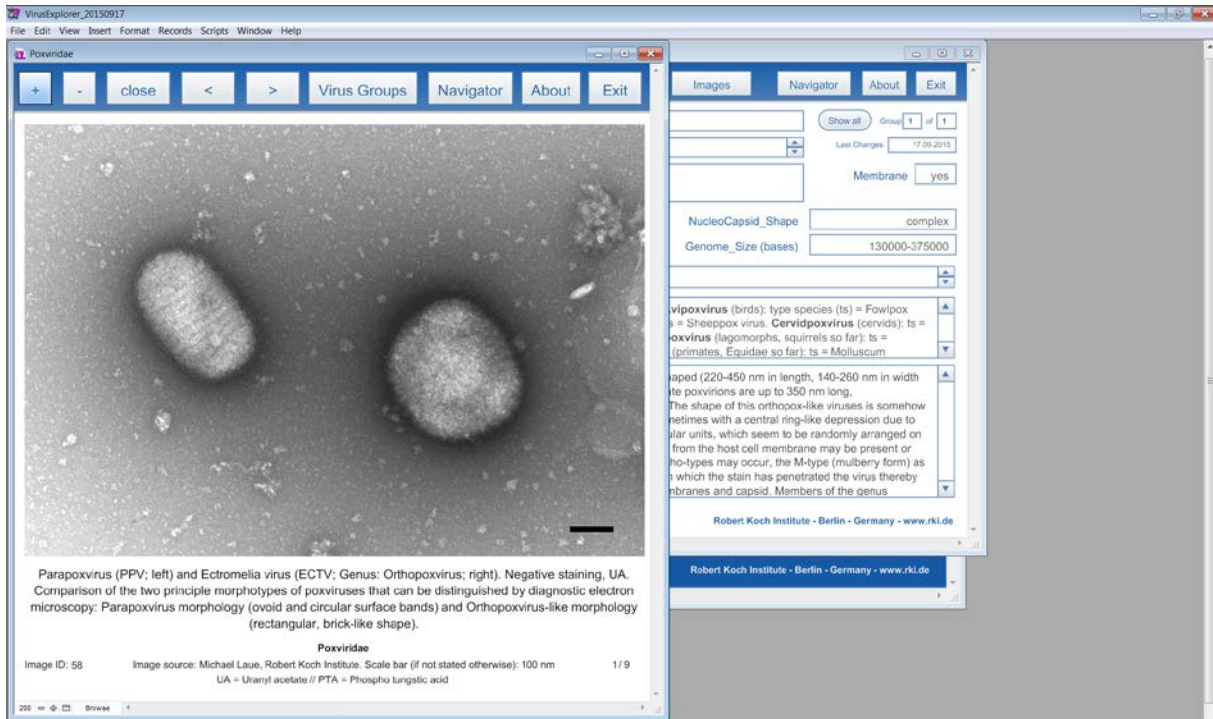 VirusExplorer_20150917
File Edit View Insert Format Records Scripts Window Help
Poxviridae
+ - close < > Virus Groups Navigator About Exit
Parapoxvirus (PPV; left) and Ectromelia virus (ECTV; Genus: Orthopoxvirus; right). Negative staining, UA.
Comparison of the two principle morphotypes of poxviruses that can be distinguished by diagnostic electron
microscopy: Parapoxvirus morphology (ovoid and circular surface bands) and Orthopoxvirus-like morphology
(rectangular, brick-like shape).
Poxviridae
Image ID: 58 Image source: Michael Laue, Robert Koch Institute. Scale bar (if not stated otherwise): 100 nm 1/9
UA = Uranyl acetate // PTA = Phospho tungstic acid
200 Browse
Images Navigator About Exit
Show all Group 1 of 1
Last Changes 17.09.2015
Membrane yes
NucleoCapsid_Shape complex
Genome_Size (bases) 130000-375000
vipoxvirus (birds): type species (ts) = Fowlpox
s = Sheeppox virus. Cervidpoxvirus (cervids): ts =
oxvirus (lagomorphs, squirrels so far): ts =
(primates, Equidae so far): ts = Molluscum
haped (220-450 nm in length, 140-260 nm in width
te poxvirions are up to 350 nm long,
The shape of this orthopox-like viruses is somehow
metimes with a central ring-like depression due to
ular units, which seem to be randomly arranged on
from the host cell membrane may be present or
ho-types may occur, the M-type (mulberry form) as
which the stain has penetrated the virus thereby
nbranes and capsid. Members of the genus
Robert Koch Institute - Berlin - Germany - www.rki.de
Robert Koch Institute - Berlin - Germany - www.rki.de